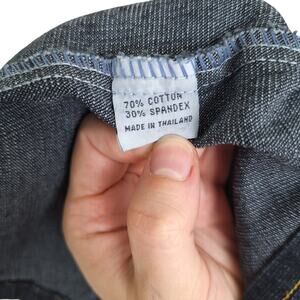 70% COTTON
30% SPANDEX
MADE IN THAILAND